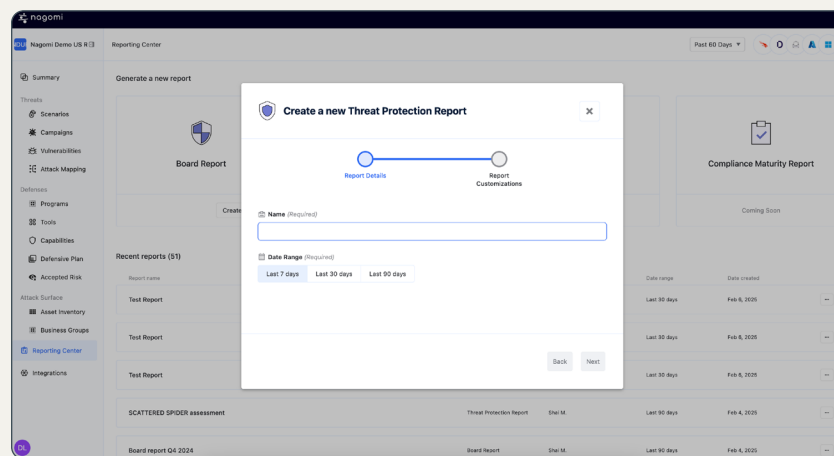 nagomi
Nagomi Demo US R
Reporting Center
Past 60 Days
Summary
Threats
Scenarios
Campaigns
Vulnerabilities
Attack Mapping
Defenses
Programs
Tools
Capabilities
Defensive Plan
Accepted Risk
Attack Surface
Asset Inventory
Business Groups
Reporting Center
Integrations
DL
Generate a new report
Board Report
Create
Compliance Maturity Report
Coming Soon
Create a new Threat Protection Report
Report Details
Report
Customizations
Name (Required)
Date Range (Required)
Last 7 days Last 30 days Last 90 days
Back Next
Recent reports (51)
Report name Date range Date created
Test Report Last 30 days Feb 6, 2025
Test Report Last 30 days Feb 6, 2025
Test Report Last 30 days Feb 6, 2025
SCATTERED SPIDER assessment Threat Protection Report Shai M. Last 90 days Feb 4, 2025
Board report Q4 2024 Board Report Shai M. Last 90 days Feb 4, 2025